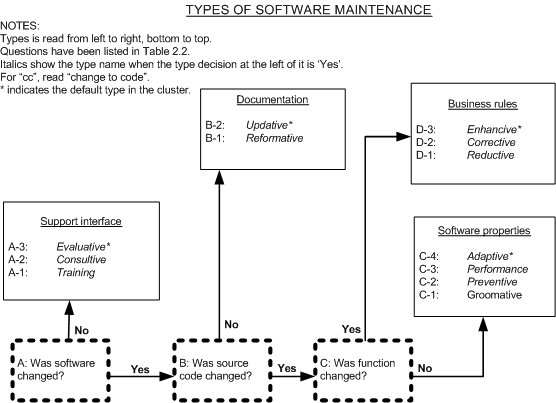 TYPES OF SOFTWARE MAINTENANCE
NOTES:
Types is read from left to right, bottom to top.
Questions have been listed in Table 2.2.
Italics show the type name when the type decision at the left of it is 'Yes'.
For “cc”, read “change to code”.
* indicates the default type in the cluster.
Documentation
B-2: Updative*
B-1: Reformative
Business rules
D-3: Enhancive*
D-2: Corrective
D-1: Reductive
Support interface
A-3: Evaluative*
A-2: Consultive
A-1: Training
Software properties
C-4: Adaptive*
C-3: Performance
C-2: Preventive
C-1: Groomative
No
No
Yes
A: Was software
changed?
Yes
B: Was source
code changed?
Yes
C: Was function
changed?
No